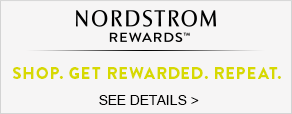 NORDSTROM
REWARDS™
SHOP. GET REWARDED. REPEAT.
SEE DETAILS >